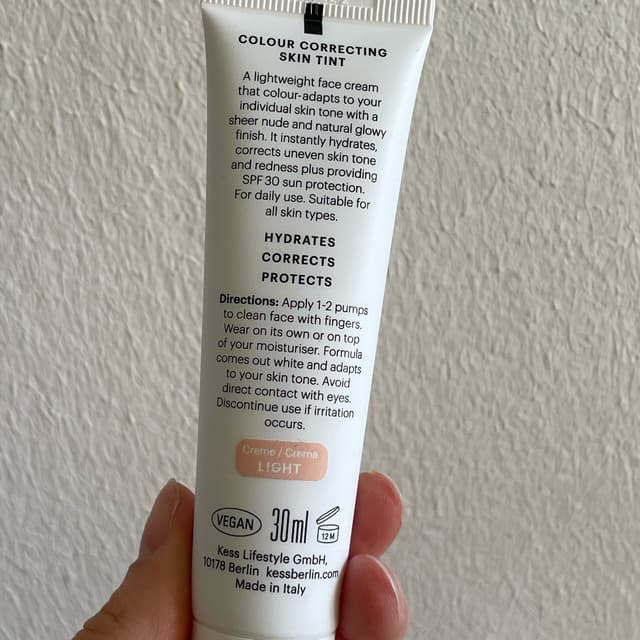 COLOUR CORRECTING
SKIN TINT
A lightweight face cream
that colour-adapts to your
individual skin tone with a
sheer nude and natural glowy
finish. It instantly hydrates,
corrects uneven skin tone
and redness plus providing
SPF 30 sun protection.
For daily use. Suitable for
all skin types.
HYDRATES
CORRECTS
PROTECTS
Directions: Apply 1-2 pumps
to clean face with fingers.
Wear on its own or on top
of your moisturiser. Formula
comes out white and adapts
to your skin tone. Avoid
direct contact with eyes.
Discontinue use if irritation
occurs.
Creme / Crema
LIGHT
VEGAN 30ml 12 M
Kess Lifestyle GmbH,
10178 Berlin kessberlin.com
Made in Italy